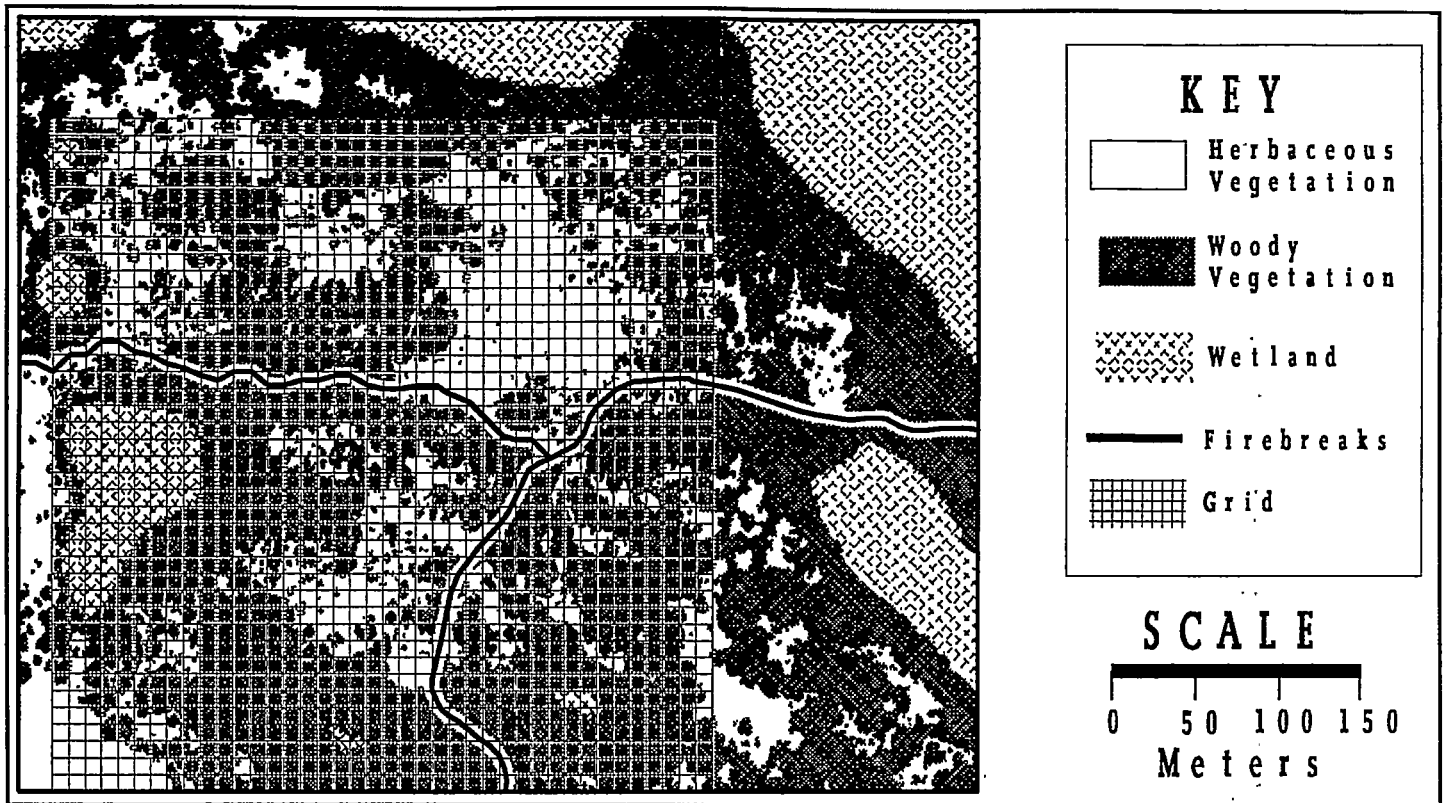 KEY
Herbaceous
Vegetation
Woody
Vegetation
Wetland
Firebreaks
Grid
SCALE
0 50 100 150
Meters